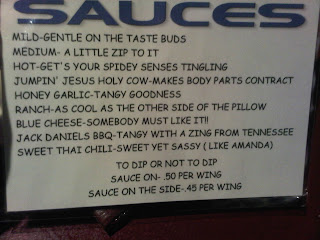 SAUCES
MILD-GENTLE ON THE TASTE BUDS
MEDIUM- A LITTLE ZIP TO IT
HOT-GET'S YOUR SPIDEY SENSES TINGLING
JUMPIN' JESUS HOLY COW-MAKES BODY PARTS CONTRACT
HONEY GARLIC-TANGY GOODNESS
RANCH-AS COOL AS THE OTHER SIDE OF THE PILLOW
BLUE CHEESE-SOMEBODY MUST LIKE IT!!
JACK DANIELS BBQ-TANGY WITH A ZING FROM TENNESSEE
SWEET THAI CHILI-SWEET YET SASSY ( LIKE AMANDA)
TO DIP OR NOT TO DIP
SAUCE ON- .50 PER WING
SAUCE ON THE SIDE-.45 PER WING